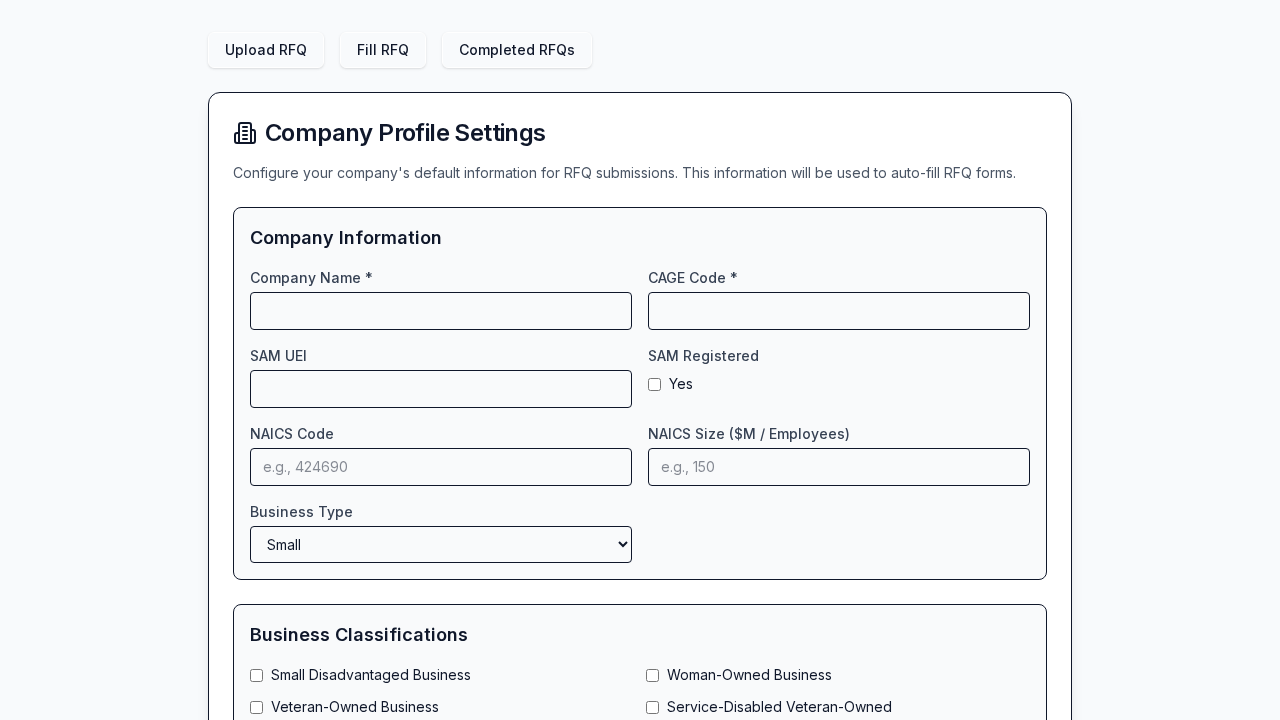 Upload RFQ
Fill RFQ
Completed RFQs
Company Profile Settings
Configure your company's default information for RFQ submissions. This information will be used to auto-fill RFQ forms.
Company Information
Company Name *
CAGE Code *
SAM UEI
SAM Registered
Yes
NAICS Code
NAICS Size ($M / Employees)
e.g., 424690
e.g., 150
Business Type
Small
Business Classifications
Small Disadvantaged Business
Woman-Owned Business
Veteran-Owned Business
Service-Disabled Veteran-Owned